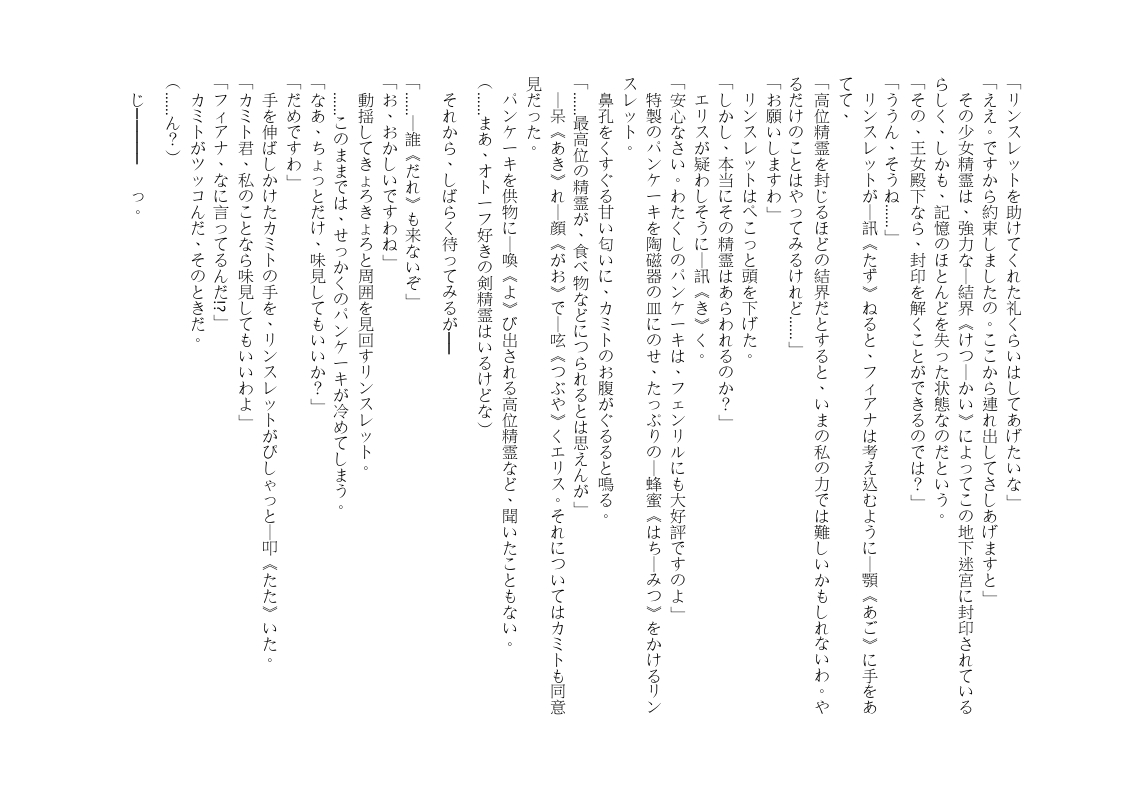 「リンスレットを助けてくれた礼くらいはしてあげたいな」
「ええ。ですから約束しましたの。ここから連れ出してさしあげますと」
　その少女精霊は、強力な―結界《けつ―かい》によってこの地下迷宮に封印されている
らしく、しかも、記憶のほとんどを失った状態なのだという。
「その、王女殿下なら、封印を解くことができるのでは？」
「ううん、そうね……」
　リンスレットが―訊《たず》ねると、フィアナは考え込むように―顎《あご》に手をあ
てて、
「高位精霊を封じるほどの結界だとすると、いまの私の力では難しいかもしれないわ。や
るだけのことはやってみるけれど……」
「お願いしますわ」
　リンスレットはぺこっと頭を下げた。
「しかし、本当にその精霊はあらわれるのか？」
　エリスが疑わしそうに―訊《き》く。
「安心なさい。わたくしのパンケーキは、フェンリルにも大好評ですのよ」
　特製のパンケーキを陶磁器の皿にのせ、たっぷりの―蜂蜜《はち―みつ》をかけるリン
スレット。
　鼻孔をくすぐる甘い匂いに、カミトのお腹がぐるると鳴る。
「……最高位の精霊が、食べ物などにつられるとは思えんが」
　―呆《あき》れ―顔《がお》で―呟《つぶや》くエリス。それについてはカミトも同意
見だった。
　パンケーキを供物に―喚《よ》び出される高位精霊など、聞いたこともない。
（……まあ、オトーフ好きの剣精霊はいるけどな）
　それから、しばらく待ってみるが━━
「……―誰《だれ》も来ないぞ」
「お、おかしいですわね」
　動揺してきょろきょろと周囲を見回すリンスレット。
　……このままでは、せっかくのパンケーキが冷めてしまう。
「なあ、ちょっとだけ、味見してもいいか？」
「だめですわ」
　手を伸ばしかけたカミトの手を、リンスレットがぴしゃっと―叩《たた》いた。
「カミト君、私のことなら味見してもいいわよ」
「フィアナ、なに言ってるんだ!?」
　カミトがツッコんだ、そのときだ。
（……ん？）
　じ━━━━　っ。